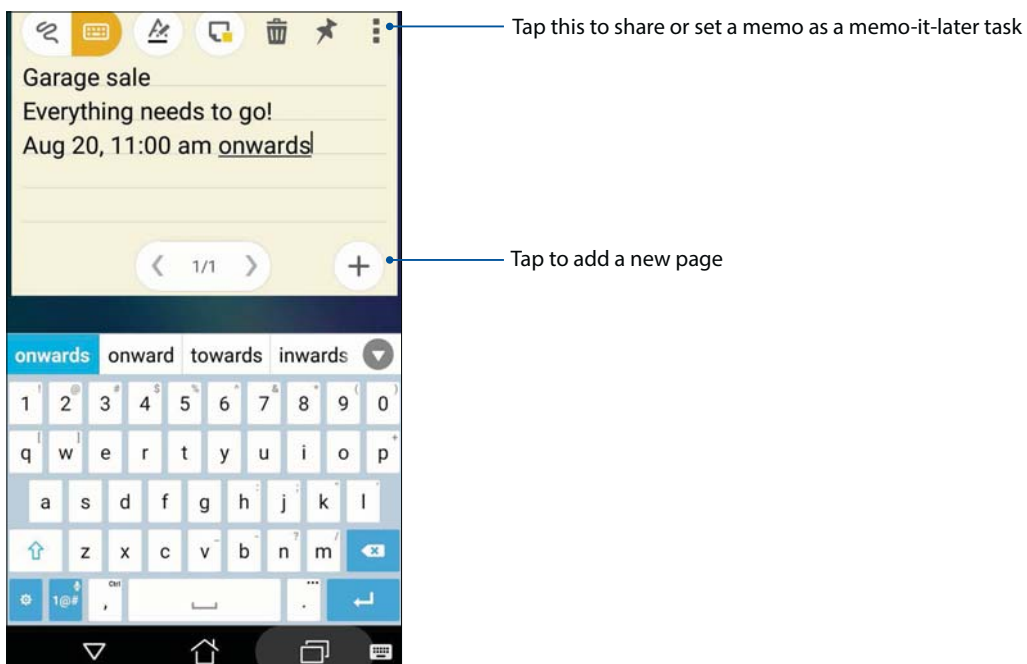 Tap this to share or set a memo as a memo-it-later task
Garage sale
Everything needs to go!
Aug 20, 11:00 am onwards
1/1
Tap to add a new page
onwards onward towards inwards
1 2 3 4 5 6 7 8 9 0
q w e r t y u i o p
a s d f g h j k l
z x c v b n m
1@# Ctrl , .